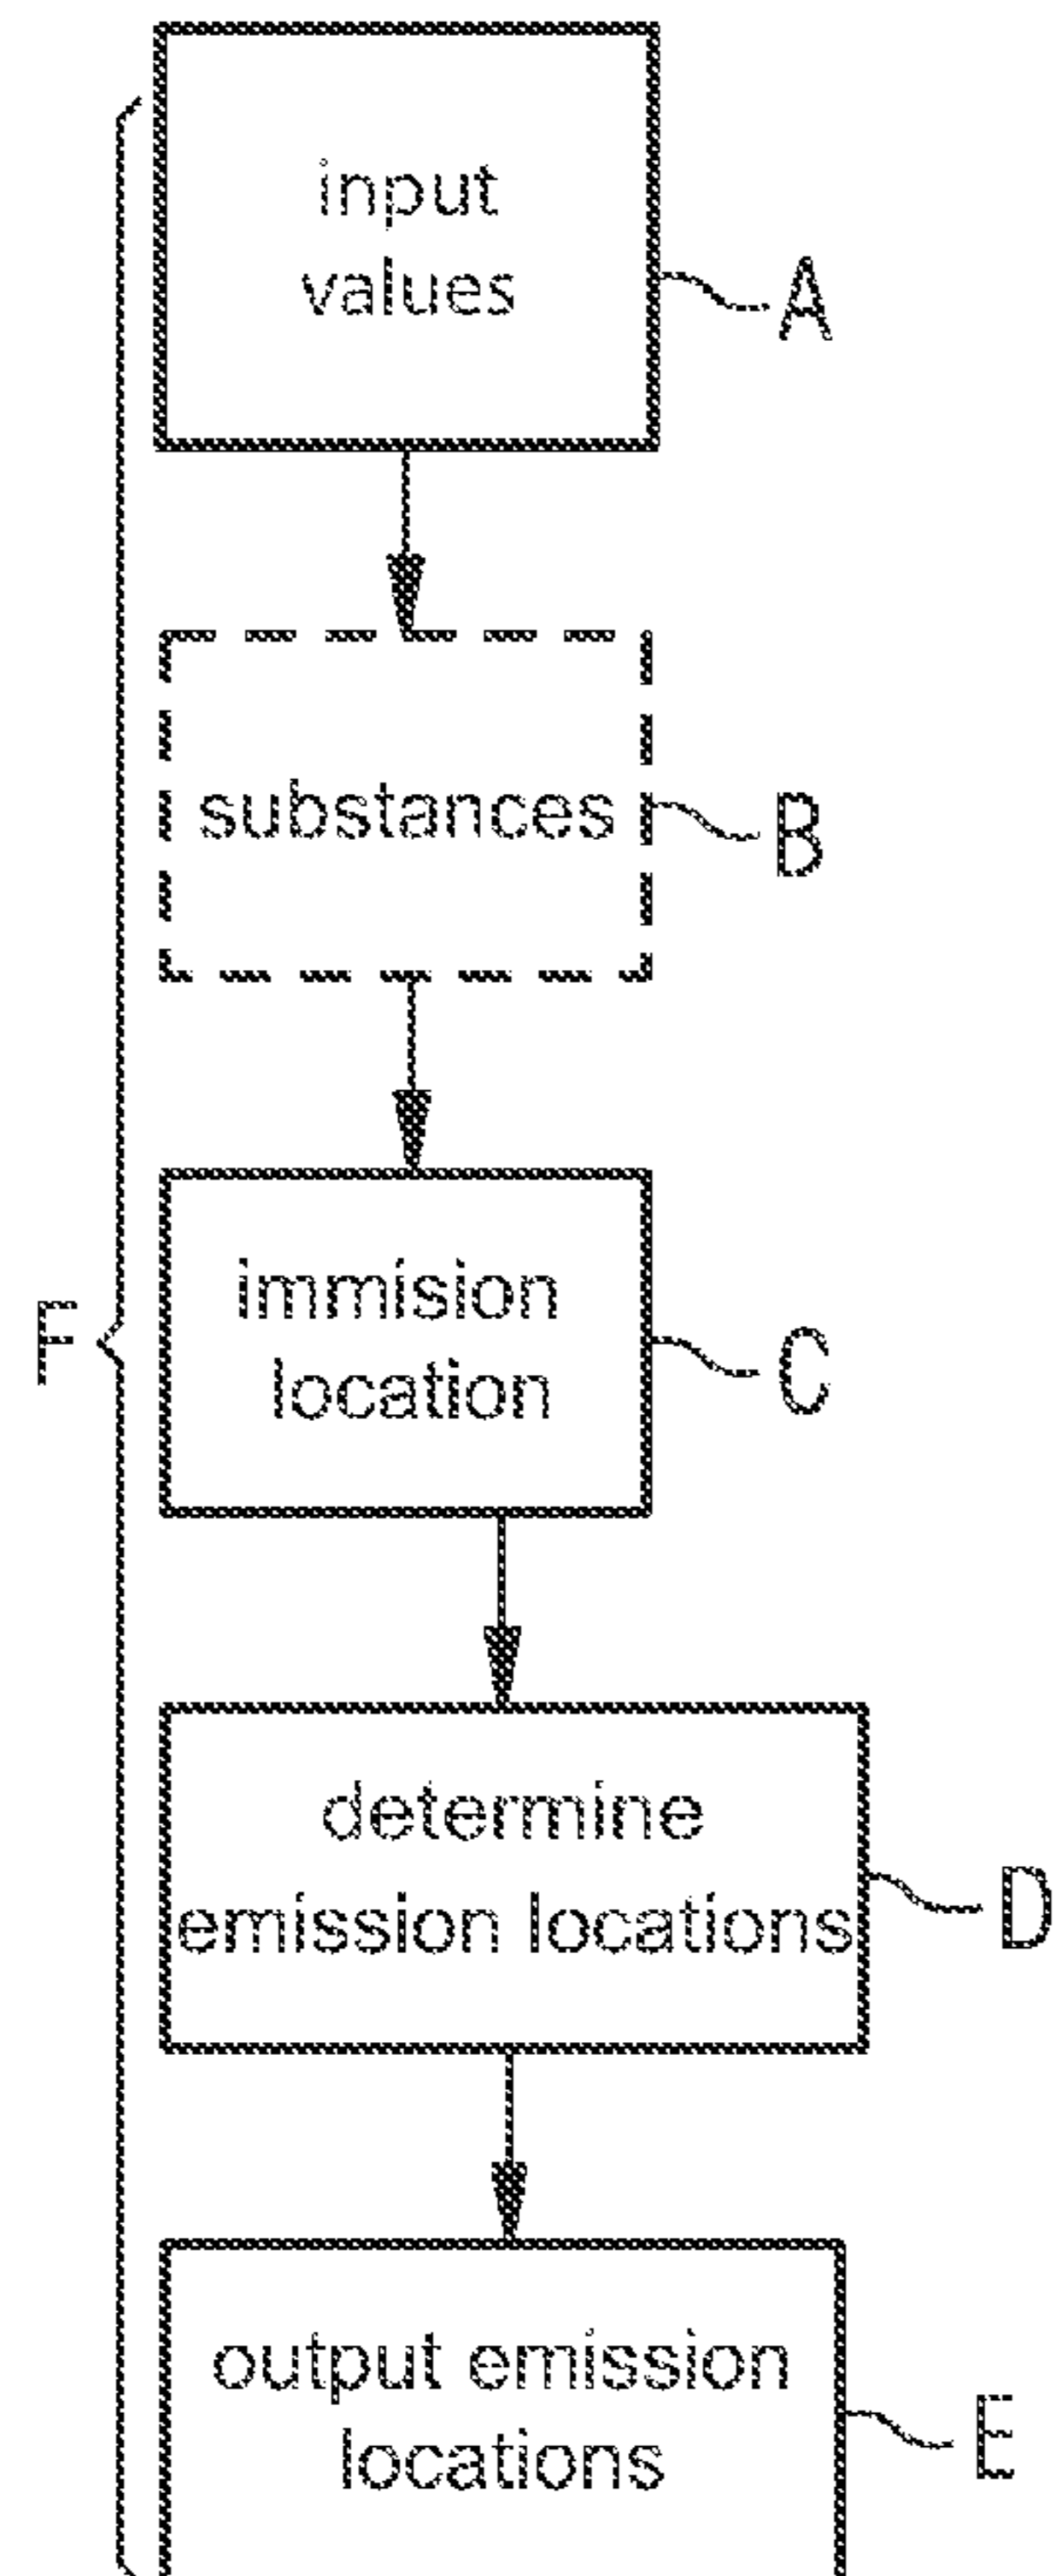 input
values
A
substances
B
immision
location
F
C
determine
emission locations
D
output emission
locations
E